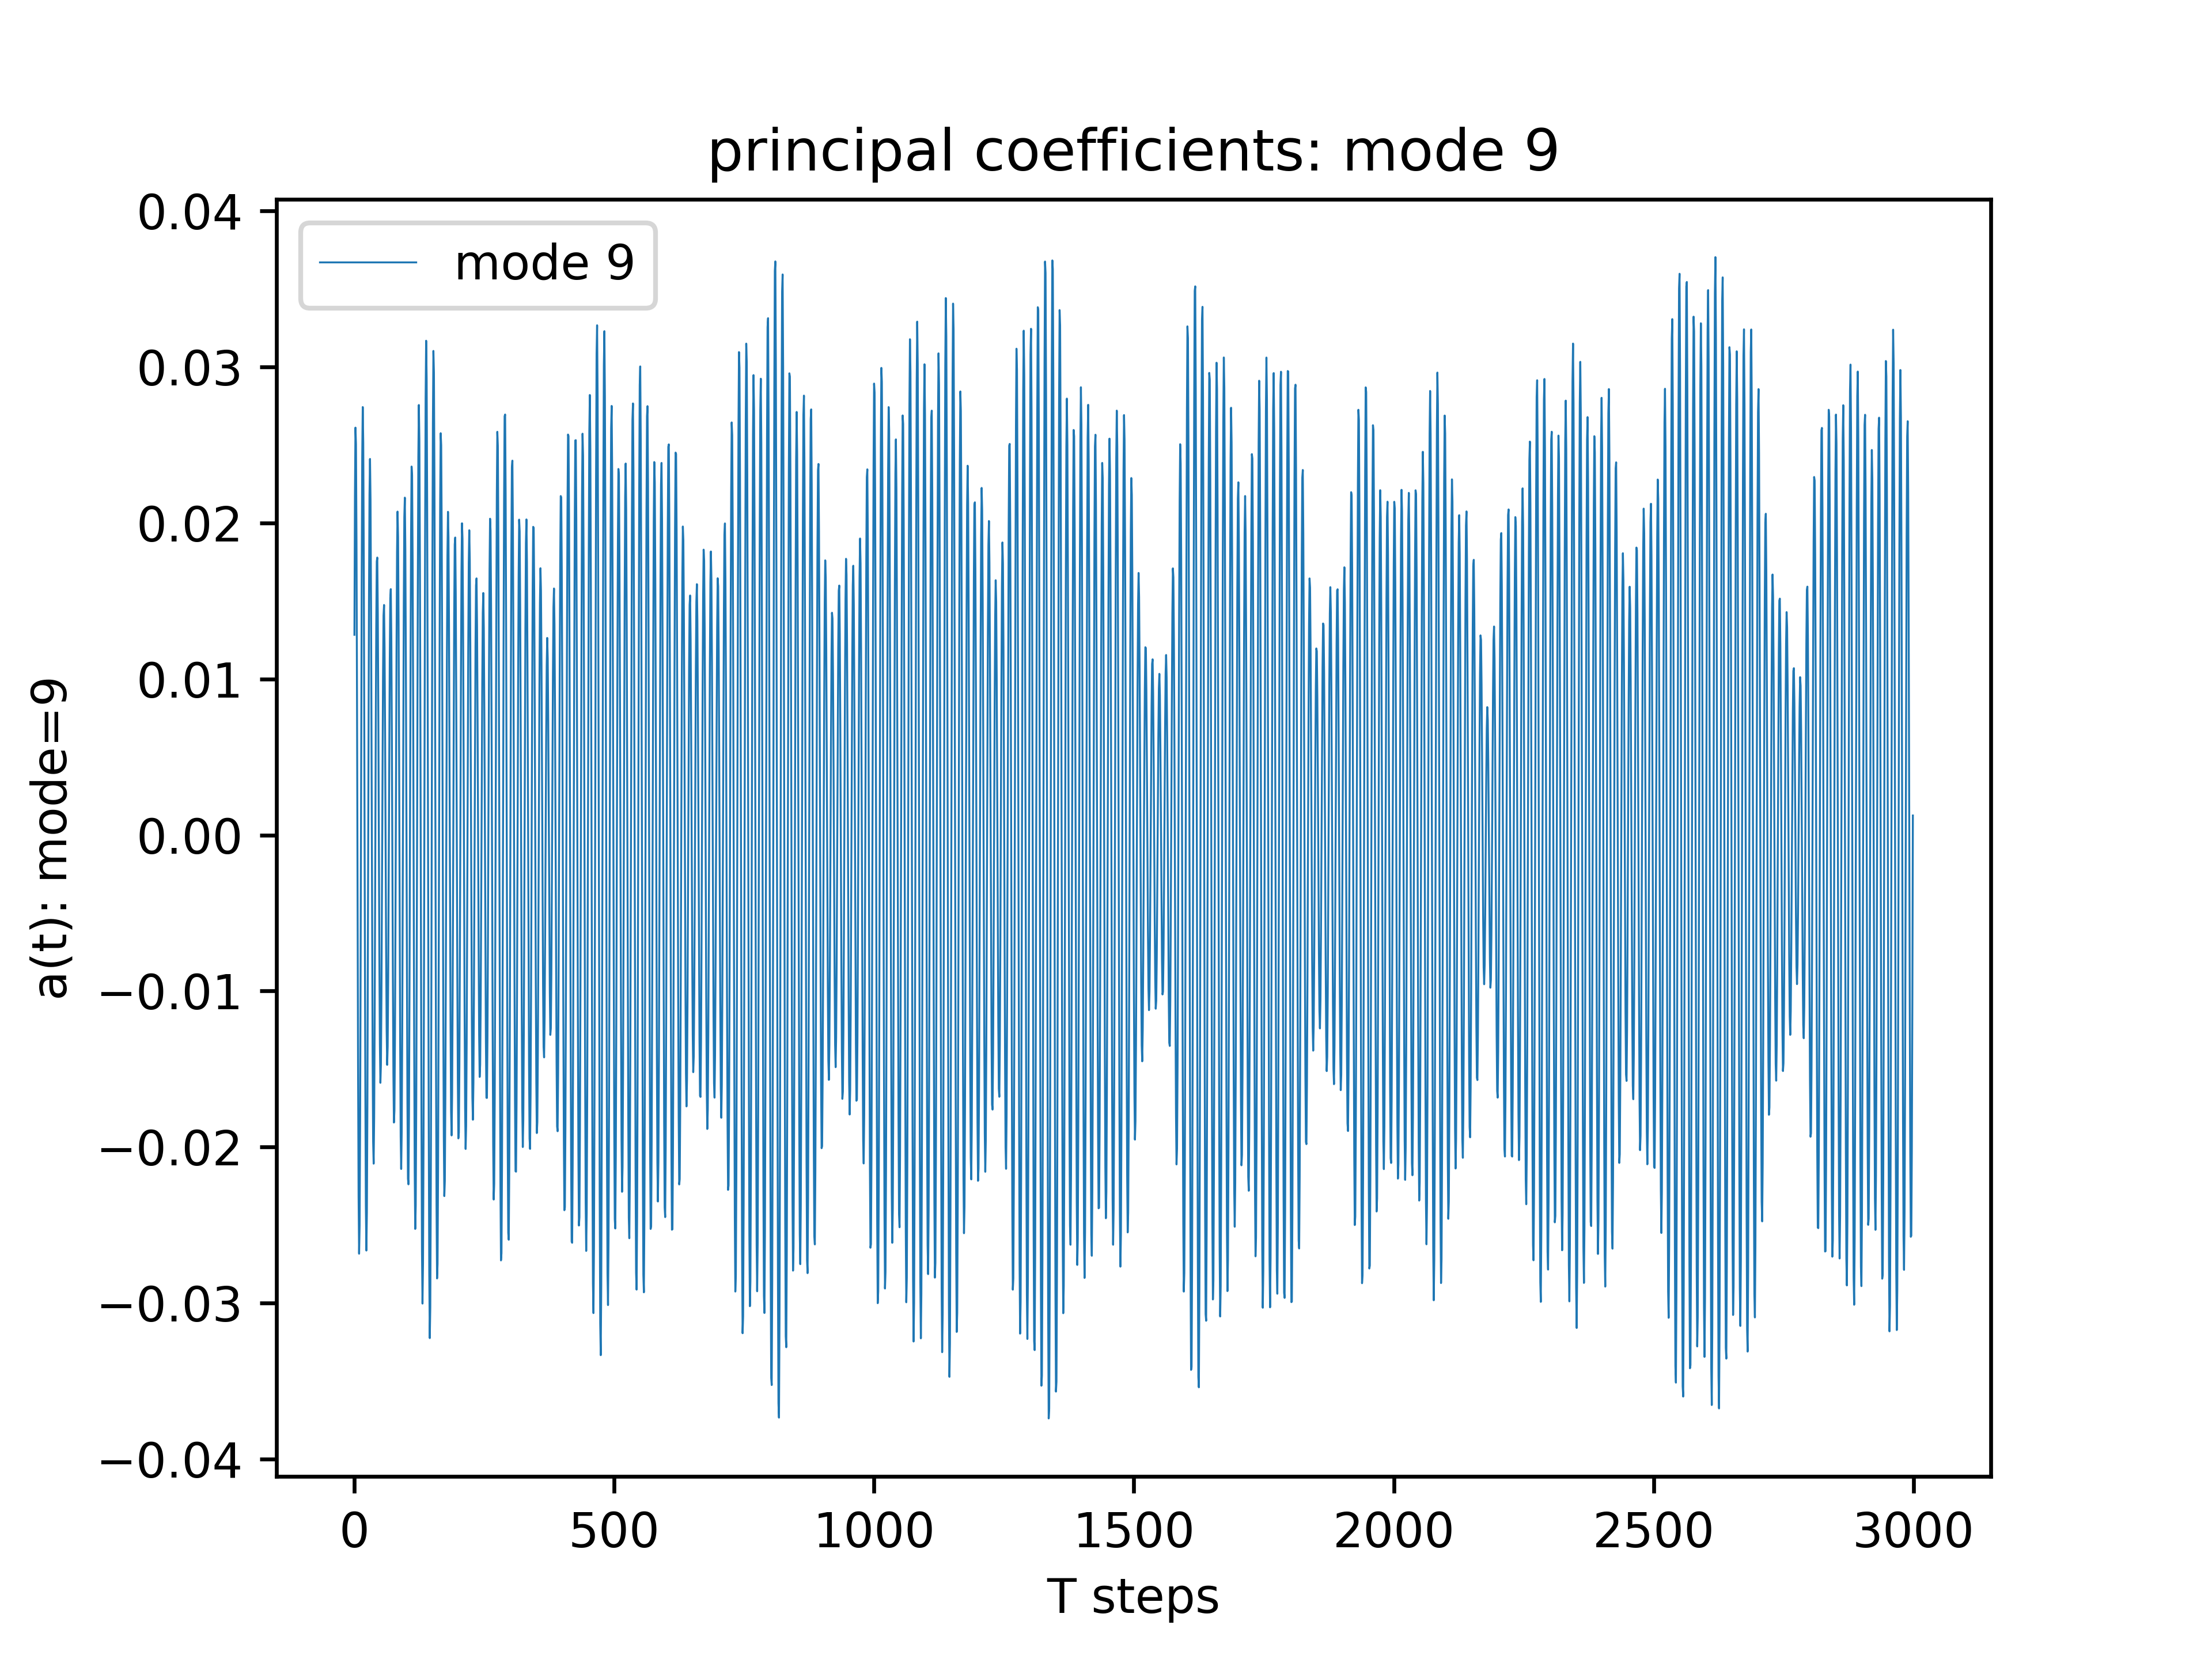 principal coefficients: mode 9
mode 9
0.04
0.03
0.02
0.01
0.00
−0.01
−0.02
−0.03
−0.04
a(t): mode=9
0 500 1000 1500 2000 2500 3000
T steps